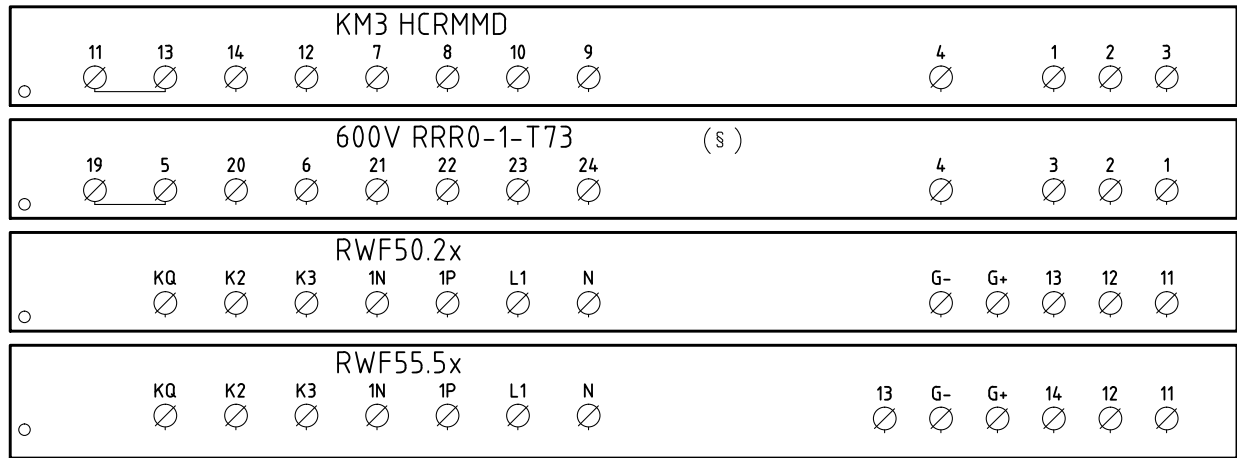 KM3 HCRMMD
11 13 14 12 7 8 10 9 4 1 2 3
600V RRR0-1-T73 (§)
19 5 20 6 21 22 23 24 4 3 2 1
RWF50.2x
KQ K2 K3 1N 1P L1 N G- G+ 13 12 11
RWF55.5x
KQ K2 K3 1N 1P L1 N 13 G- G+ 14 12 11